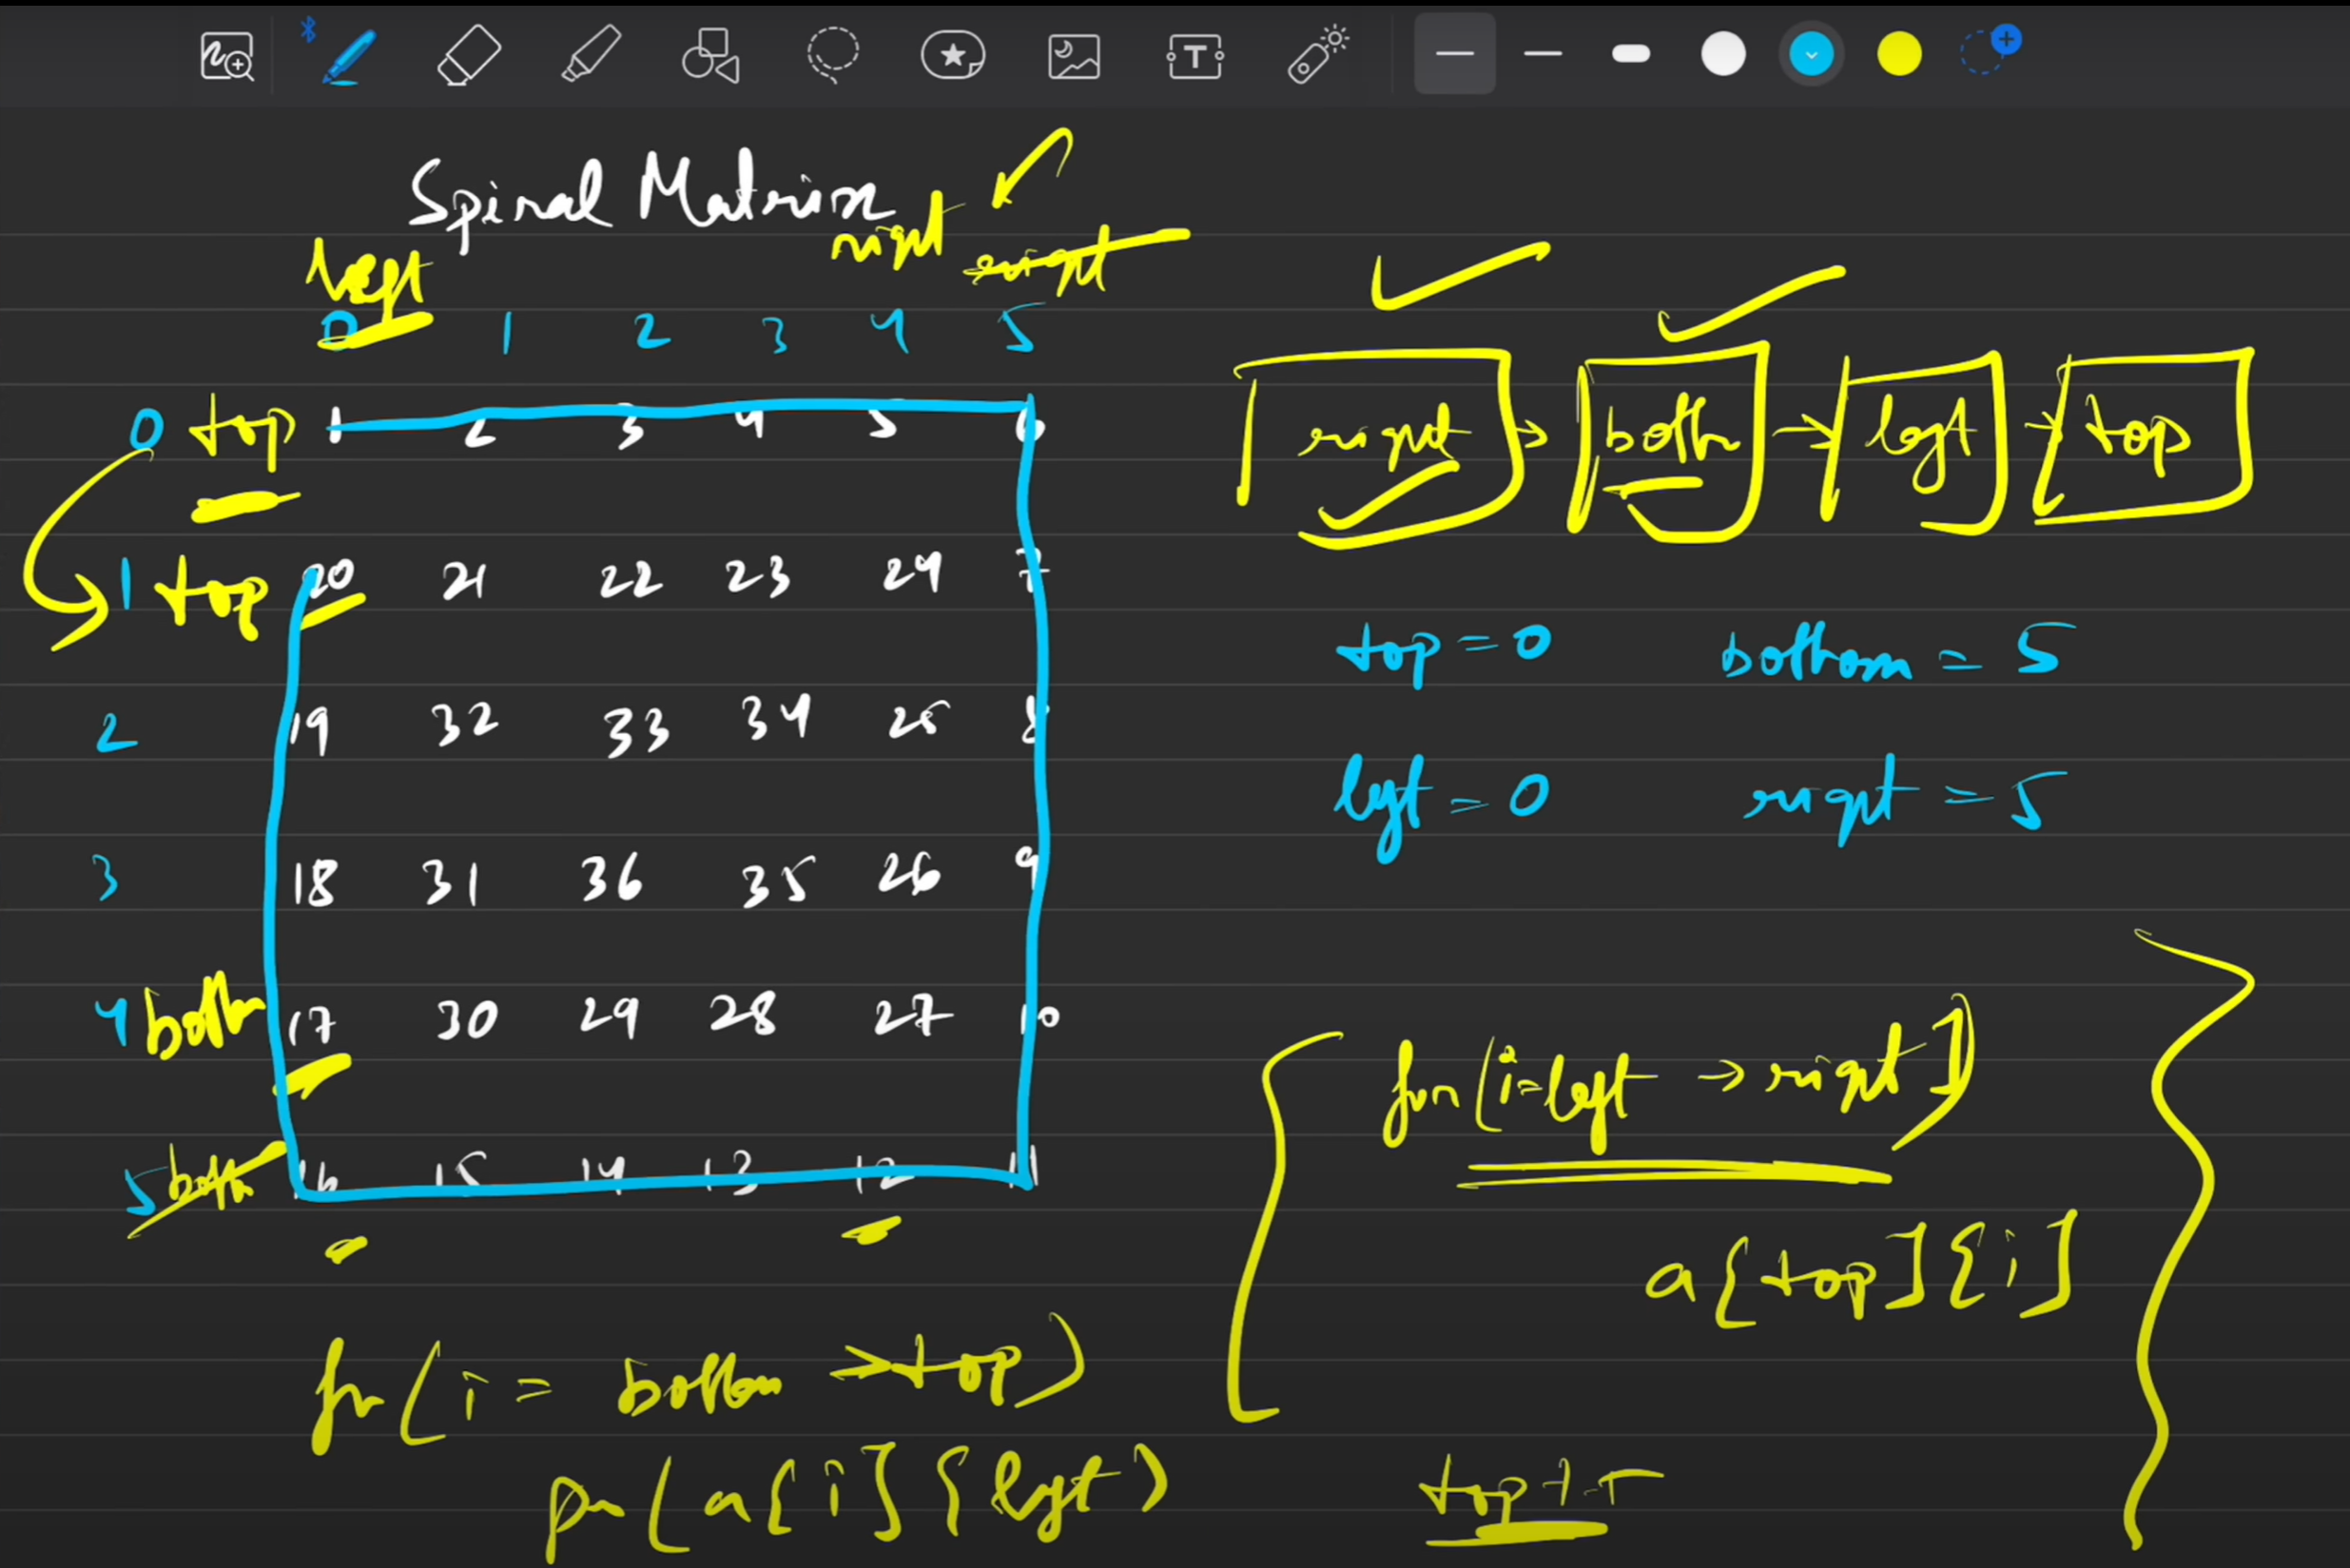 Spiral Matrix
left right right
0 1 2 3 4 5
0 top 1 2 3 4 5 6
right → bottom → left → top
1 top 20 21 22 23 24 7
top = 0 bottom = 5
2 19 32 33 34 25 8
left = 0 right = 5
3 18 31 36 35 26 9
4 bottom 17 30 29 28 27 10
for (i = left → right)
5 bottom 16 15 14 13 12 11
a[top][i]
for (i = bottom → top)
top++
pr (a[i][left)